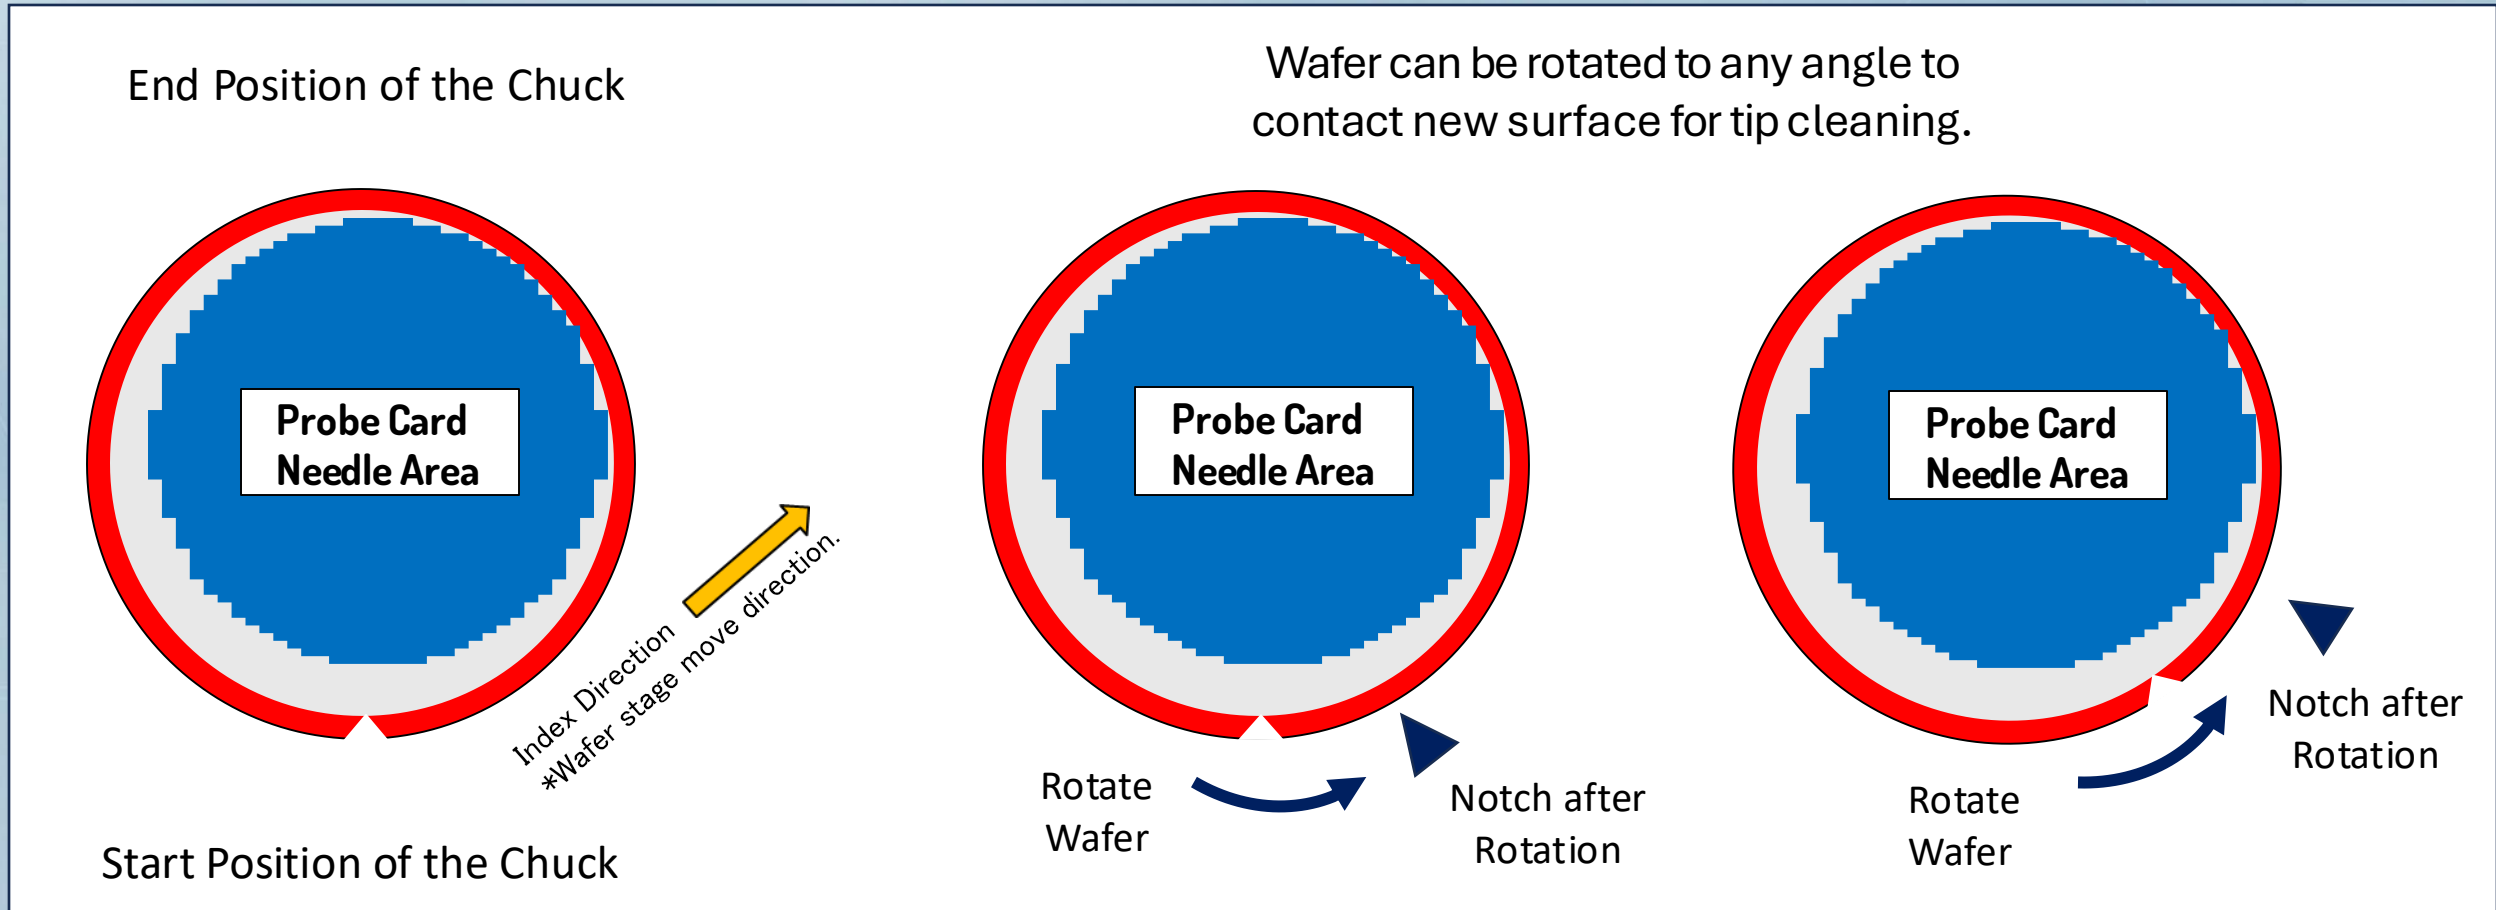 End Position of the Chuck
Wafer can be rotated to any angle to
contact new surface for tip cleaning.
Probe Card
Needle Area
Index Direction
*Wafer stage move direction.
Start Position of the Chuck
Probe Card
Needle Area
Rotate
Wafer
Notch after
Rotation
Probe Card
Needle Area
Rotate
Wafer
Notch after
Rotation